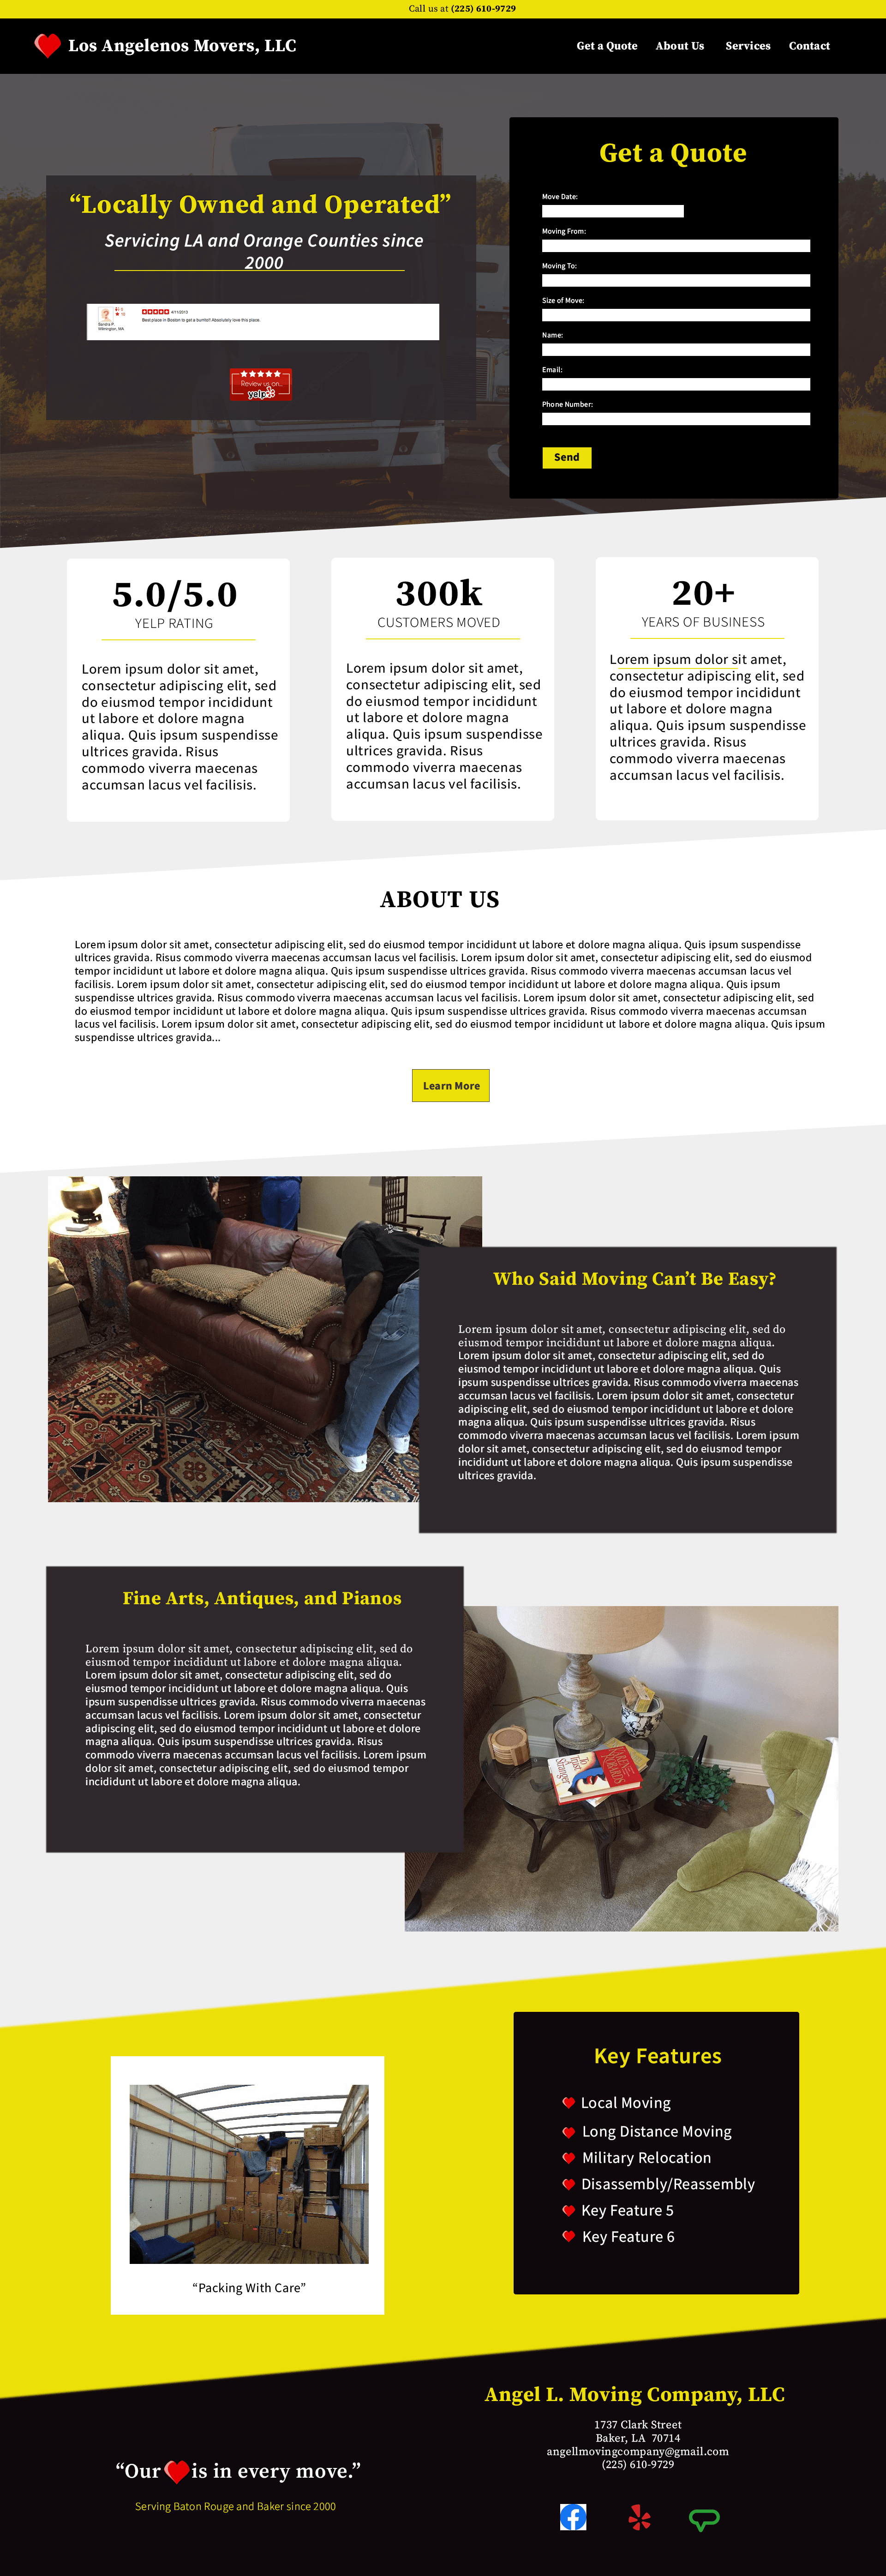 Call us at (225) 610-9729
Los Angelenos Movers, LLC
Get a Quote
About Us
Services
Contact
“Locally Owned and Operated”
Servicing LA and Orange Counties since
2000
Sandra P.
Wilmington, MA
4/11/2013
Best place in Boston to get a burrito!! Absolutely love this place.
Review us on...
yelp
Get a Quote
Move Date:
Moving From:
Moving To:
Size of Move:
Name:
Email:
Phone Number:
Send
5.0/5.0
YELP RATING
Lorem ipsum dolor sit amet,
consectetur adipiscing elit, sed
do eiusmod tempor incididunt
ut labore et dolore magna
aliqua. Quis ipsum suspendisse
ultrices gravida. Risus
commodo viverra maecenas
accumsan lacus vel facilisis.
300k
CUSTOMERS MOVED
Lorem ipsum dolor sit amet,
consectetur adipiscing elit, sed
do eiusmod tempor incididunt
ut labore et dolore magna
aliqua. Quis ipsum suspendisse
ultrices gravida. Risus
commodo viverra maecenas
accumsan lacus vel facilisis.
20+
YEARS OF BUSINESS
Lorem ipsum dolor sit amet,
consectetur adipiscing elit, sed
do eiusmod tempor incididunt
ut labore et dolore magna
aliqua. Quis ipsum suspendisse
ultrices gravida. Risus
commodo viverra maecenas
accumsan lacus vel facilisis.
ABOUT US
Lorem ipsum dolor sit amet, consectetur adipiscing elit, sed do eiusmod tempor incididunt ut labore et dolore magna aliqua. Quis ipsum suspendisse
ultrices gravida. Risus commodo viverra maecenas accumsan lacus vel facilisis. Lorem ipsum dolor sit amet, consectetur adipiscing elit, sed do eiusmod
tempor incididunt ut labore et dolore magna aliqua. Quis ipsum suspendisse ultrices gravida. Risus commodo viverra maecenas accumsan lacus vel
facilisis. Lorem ipsum dolor sit amet, consectetur adipiscing elit, sed do eiusmod tempor incididunt ut labore et dolore magna aliqua. Quis ipsum
suspendisse ultrices gravida. Risus commodo viverra maecenas accumsan lacus vel facilisis. Lorem ipsum dolor sit amet, consectetur adipiscing elit, sed
do eiusmod tempor incididunt ut labore et dolore magna aliqua. Quis ipsum suspendisse ultrices gravida. Risus commodo viverra maecenas accumsan
lacus vel facilisis. Lorem ipsum dolor sit amet, consectetur adipiscing elit, sed do eiusmod tempor incididunt ut labore et dolore magna aliqua. Quis ipsum
suspendisse ultrices gravida...
Learn More
Who Said Moving Can’t Be Easy?
Lorem ipsum dolor sit amet, consectetur adipiscing elit, sed do
eiusmod tempor incididunt ut labore et dolore magna aliqua.
Lorem ipsum dolor sit amet, consectetur adipiscing elit, sed do
eiusmod tempor incididunt ut labore et dolore magna aliqua. Quis
ipsum suspendisse ultrices gravida. Risus commodo viverra maecenas
accumsan lacus vel facilisis. Lorem ipsum dolor sit amet, consectetur
adipiscing elit, sed do eiusmod tempor incididunt ut labore et dolore
magna aliqua. Quis ipsum suspendisse ultrices gravida. Risus
commodo viverra maecenas accumsan lacus vel facilisis. Lorem ipsum
dolor sit amet, consectetur adipiscing elit, sed do eiusmod tempor
incididunt ut labore et dolore magna aliqua. Quis ipsum suspendisse
ultrices gravida.
Fine Arts, Antiques, and Pianos
Lorem ipsum dolor sit amet, consectetur adipiscing elit, sed do
eiusmod tempor incididunt ut labore et dolore magna aliqua.
Lorem ipsum dolor sit amet, consectetur adipiscing elit, sed do
eiusmod tempor incididunt ut labore et dolore magna aliqua. Quis
ipsum suspendisse ultrices gravida. Risus commodo viverra maecenas
accumsan lacus vel facilisis. Lorem ipsum dolor sit amet, consectetur
adipiscing elit, sed do eiusmod tempor incididunt ut labore et dolore
magna aliqua. Quis ipsum suspendisse ultrices gravida. Risus
commodo viverra maecenas accumsan lacus vel facilisis. Lorem ipsum
dolor sit amet, consectetur adipiscing elit, sed do eiusmod tempor
incididunt ut labore et dolore magna aliqua.
“Packing With Care”
Key Features
Local Moving
Long Distance Moving
Military Relocation
Disassembly/Reassembly
Key Feature 5
Key Feature 6
“Our is in every move.”
Serving Baton Rouge and Baker since 2000
Angel L. Moving Company, LLC
1737 Clark Street
Baker, LA 70714
angellmovingcompany@gmail.com
(225) 610-9729